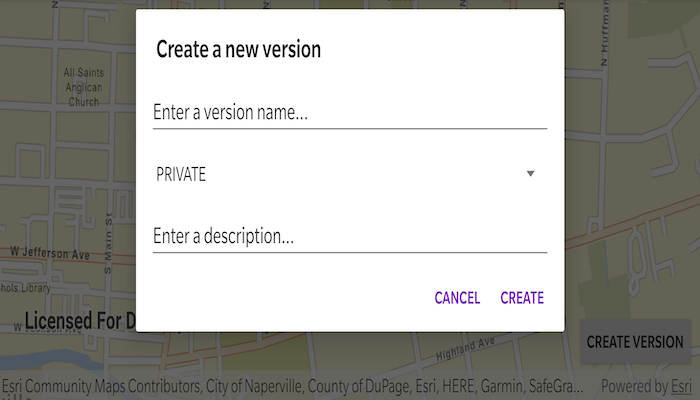 N Huffman
All Saints
Anglican
Church
Create a new version
Enter a version name...
PRIVATE
Enter a description...
CANCEL CREATE
S Main St
W Jefferson Ave
hols Library
Licensed For D
CREATE VERSION
Highland Ave
Esri Community Maps Contributors, City of Naperville, County of DuPage, Esri, HERE, Garmin, SafeGra... Powered by Esri